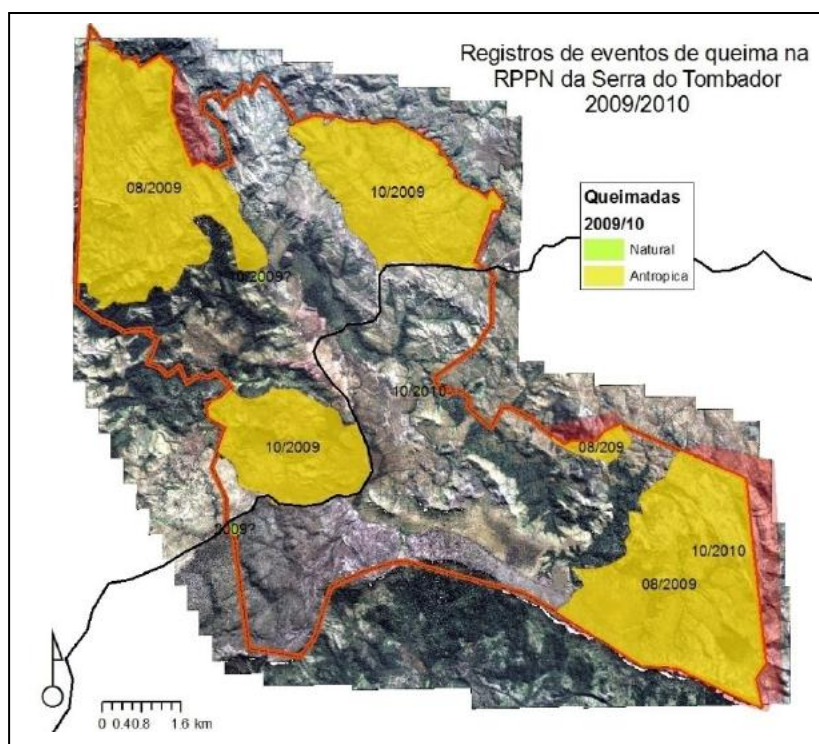 Registros de eventos de queima na
RPPN da Serra do Tombador
2009/2010
08/2009
10/2009
Queimadas
2009/10
Natural
Antropica
10/2009?
10/2010
10/2009
08/209
2009?
10/2010
08/2009
0 0.40.8 1.6 km